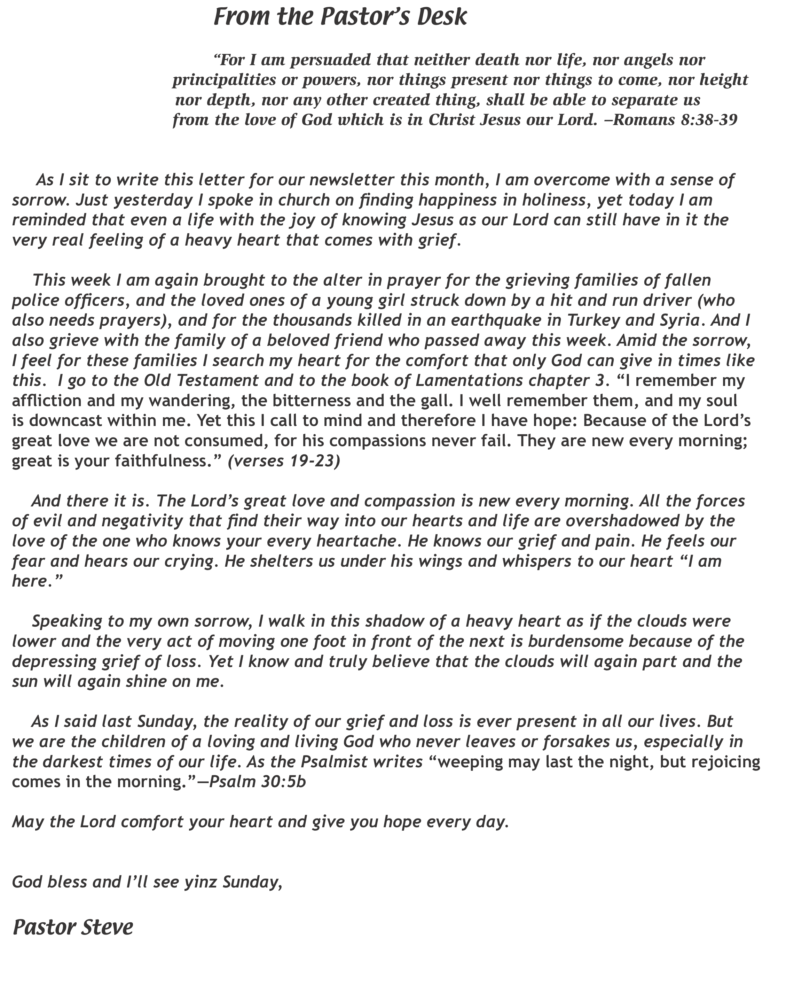 From the Pastor’s Desk
“For I am persuaded that neither death nor life, nor angels nor
principalities or powers, nor things present nor things to come, nor height
nor depth, nor any other created thing, shall be able to separate us
from the love of God which is in Christ Jesus our Lord. –Romans 8:38-39
As I sit to write this letter for our newsletter this month, I am overcome with a sense of
sorrow. Just yesterday I spoke in church on finding happiness in holiness, yet today I am
reminded that even a life with the joy of knowing Jesus as our Lord can still have in it the
very real feeling of a heavy heart that comes with grief.
This week I am again brought to the alter in prayer for the grieving families of fallen
police officers, and the loved ones of a young girl struck down by a hit and run driver (who
also needs prayers), and for the thousands killed in an earthquake in Turkey and Syria. And I
also grieve with the family of a beloved friend who passed away this week. Amid the sorrow,
I feel for these families I search my heart for the comfort that only God can give in times like
this.  I go to the Old Testament and to the book of Lamentations chapter 3. “I remember my
affliction and my wandering, the bitterness and the gall. I well remember them, and my soul
is downcast within me. Yet this I call to mind and therefore I have hope: Because of the Lord’s
great love we are not consumed, for his compassions never fail. They are new every morning;
great is your faithfulness.” (verses 19-23)
And there it is. The Lord’s great love and compassion is new every morning. All the forces
of evil and negativity that find their way into our hearts and life are overshadowed by the
love of the one who knows your every heartache. He knows our grief and pain. He feels our
fear and hears our crying. He shelters us under his wings and whispers to our heart “I am
here.”
Speaking to my own sorrow, I walk in this shadow of a heavy heart as if the clouds were
lower and the very act of moving one foot in front of the next is burdensome because of the
depressing grief of loss. Yet I know and truly believe that the clouds will again part and the
sun will again shine on me.
As I said last Sunday, the reality of our grief and loss is ever present in all our lives. But
we are the children of a loving and living God who never leaves or forsakes us, especially in
the darkest times of our life. As the Psalmist writes “weeping may last the night, but rejoicing
comes in the morning.”—Psalm 30:5b
May the Lord comfort your heart and give you hope every day.
God bless and I’ll see yinz Sunday,
Pastor Steve